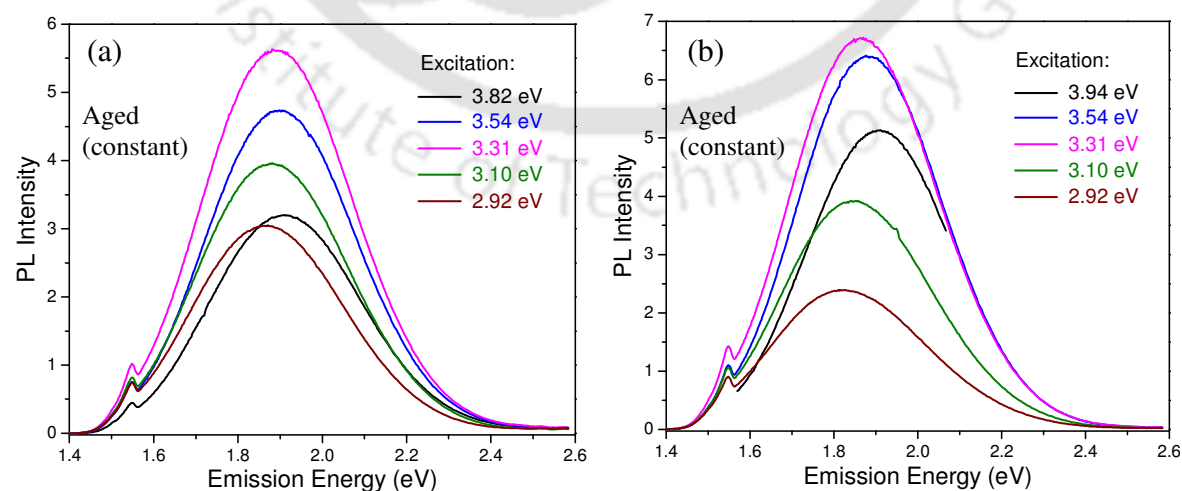 (a)
Aged
(constant)
Excitation:
3.82 eV
3.54 eV
3.31 eV
3.10 eV
2.92 eV
PL Intensity
6
5
4
3
2
1
0
1.4 1.6 1.8 2.0 2.2 2.4 2.6
Emission Energy (eV)
(b)
Aged
(constant)
Excitation:
3.94 eV
3.54 eV
3.31 eV
3.10 eV
2.92 eV
PL Intensity
7
6
5
4
3
2
1
0
1.4 1.6 1.8 2.0 2.2 2.4 2.6
Emission Energy (eV)
stitute of Technology G